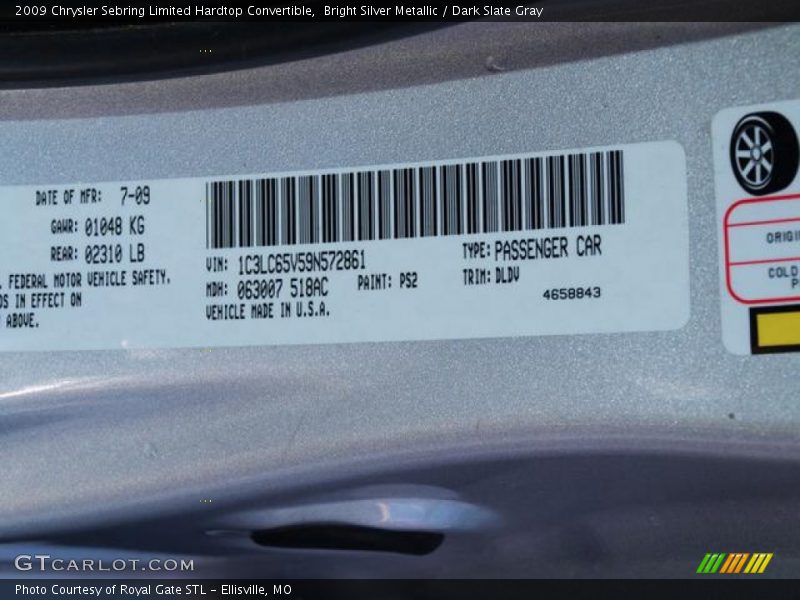 2009 Chrysler Sebring Limited Hardtop Convertible, Bright Silver Metallic / Dark Slate Gray
DATE OF MFR: 7-09
GAWR: 01048 KG
REAR: 02310 LB
FEDERAL MOTOR VEHICLE SAFETY,
IN EFFECT ON
ABOVE.
VIN: 1C3LC65V59N572861
MDH: 063007 518AC PAINT: PS2
VEHICLE MADE IN U.S.A.
TYPE: PASSENGER CAR
TRIM: DLDV
4658843
COLD
GTCARLOT.COM
Photo Courtesy of Royal Gate STL - Ellisville, MO